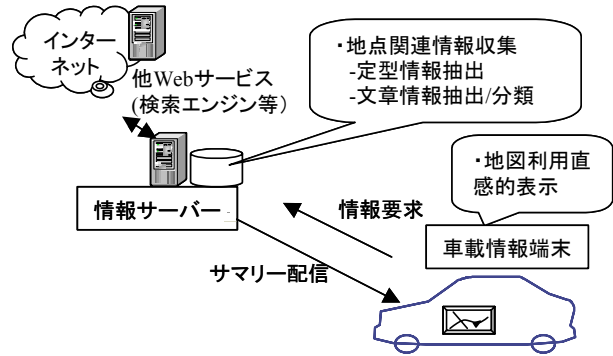 インター
ネット
他Webサービス
(検索エンジン等）
・地点関連情報収集
-定型情報抽出
-文章情報抽出/分類
・地図利用直
感的表示
情報サーバー
情報要求
車載情報端末
サマリー配信